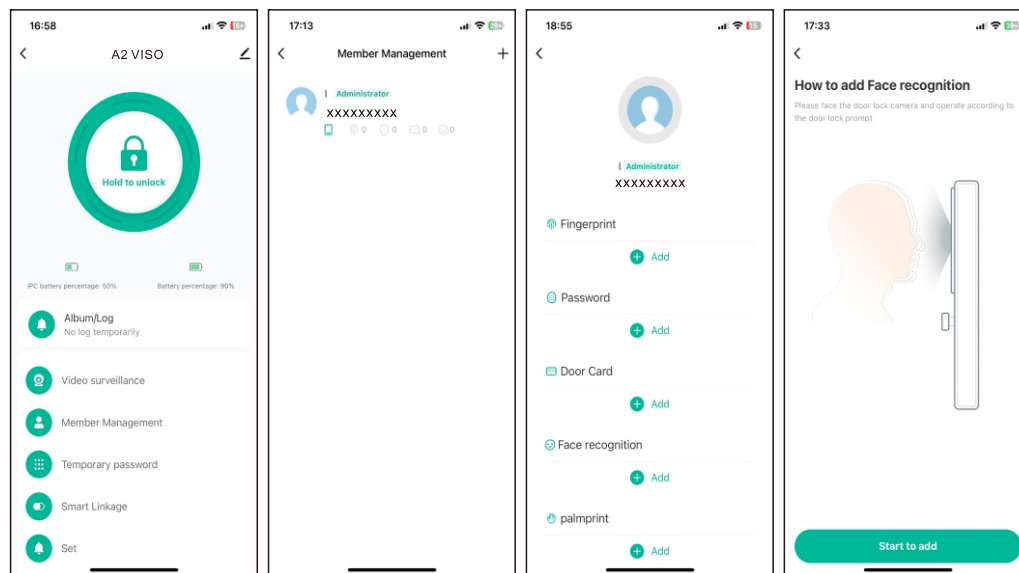 16:58
18+
A2 VISO
Hold to unlock
IPC battery percentage: 50%
Battery percentage: 90%
Album/Log
No log temporarily
Video surveillance
Member Management
Temporary password
Smart Linkage
Set
17:13
Member Management
Administrator
XXXXXXXXX
0 0 0 0
18:55
Administrator
XXXXXXXXX
Fingerprint
Add
Password
Add
Door Card
Add
Face recognition
Add
palmprint
Add
17:33
How to add Face recognition
Please face the door lock camera and operate according to
the door lock prompt
Start to add